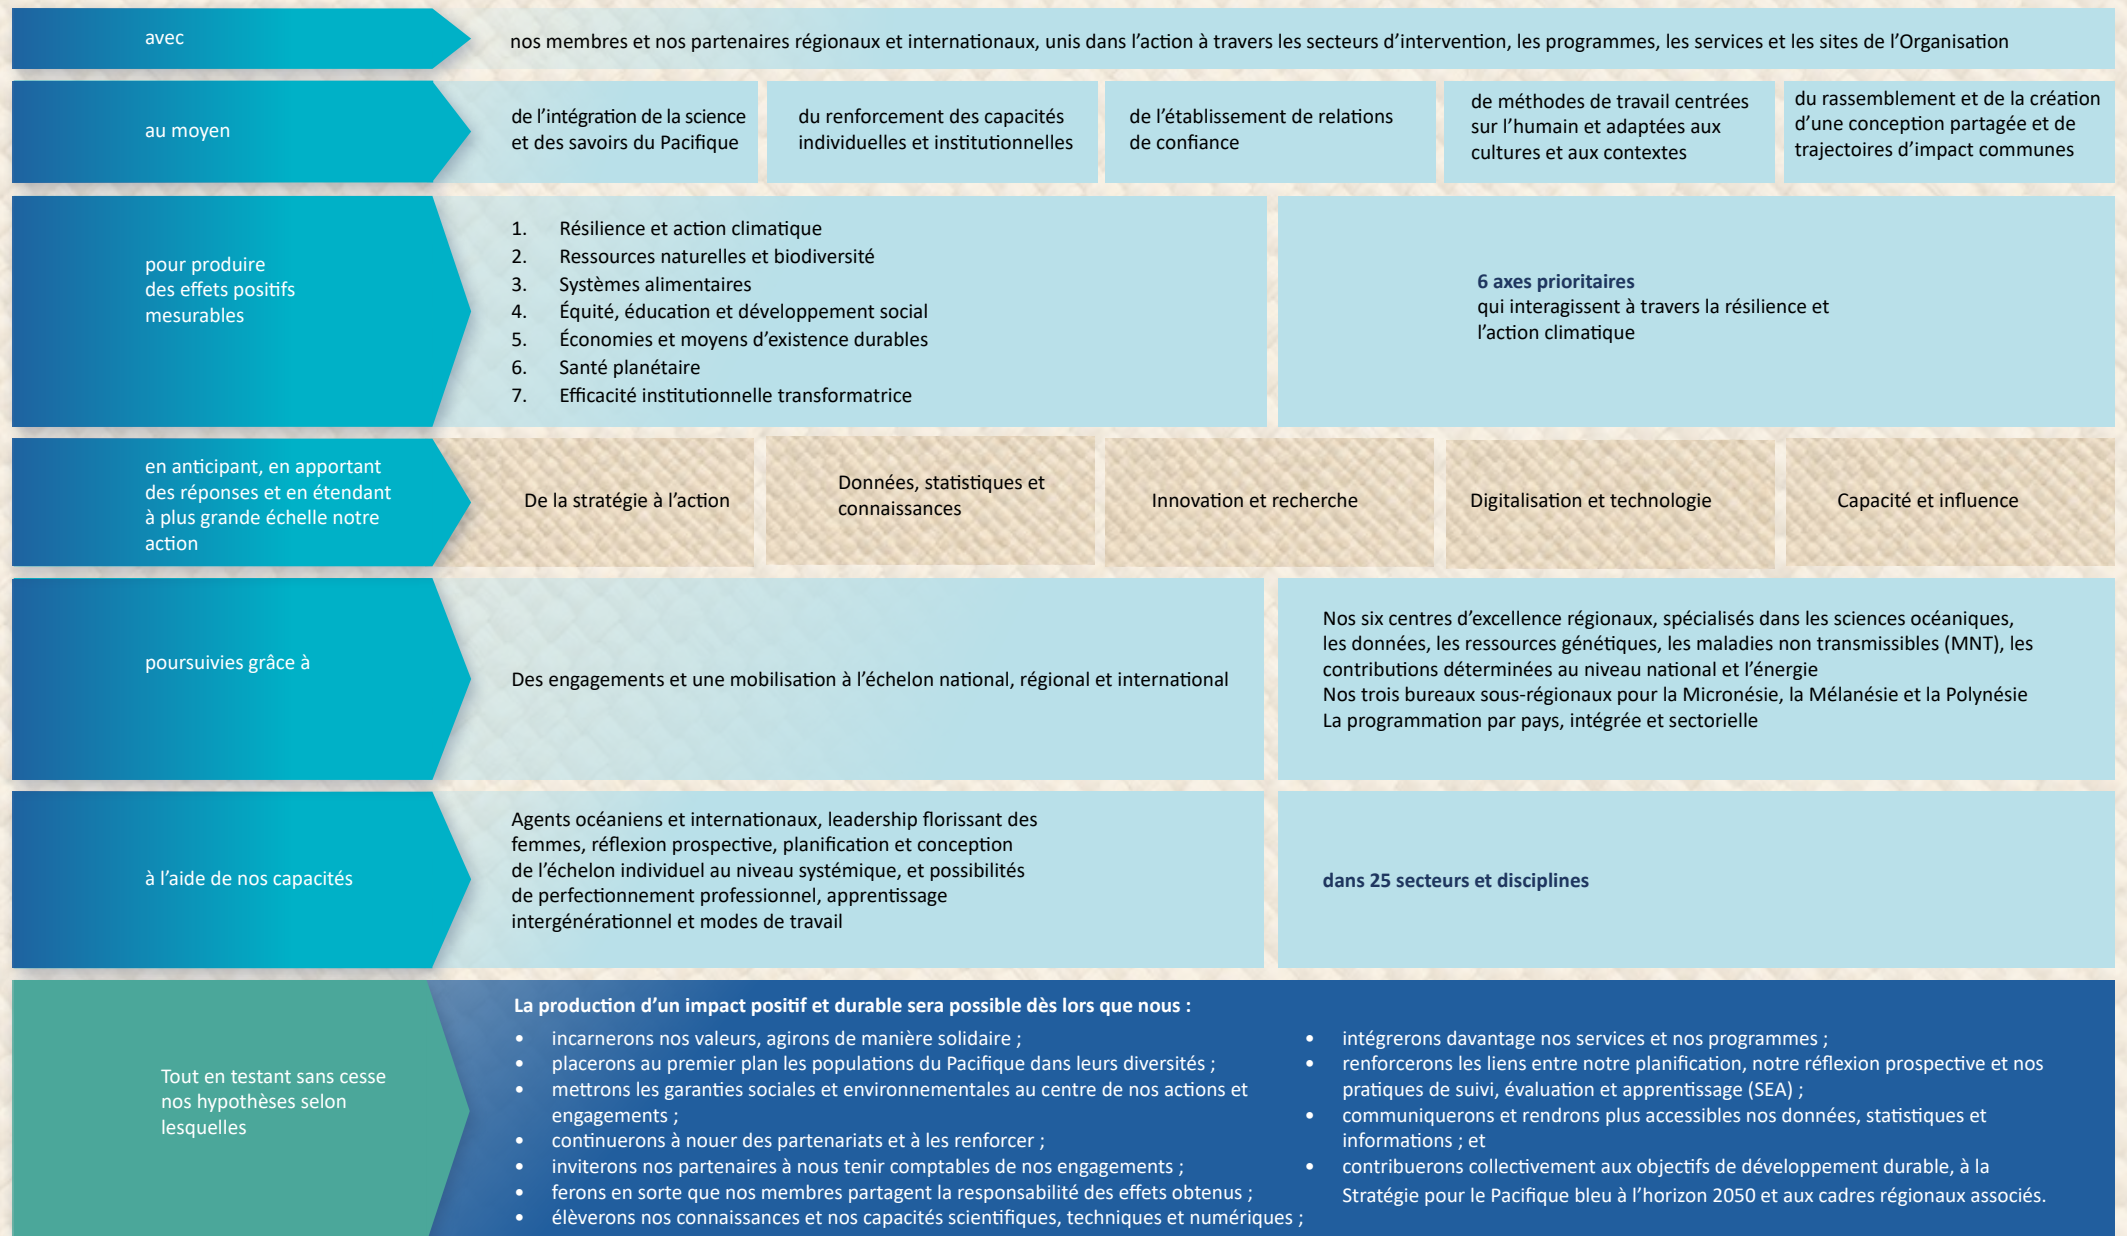 avec
nos membres et nos partenaires régionaux et internationaux, unis dans l’action à travers les secteurs d’intervention, les programmes, les services et les sites de l’Organisation
au moyen
de l’intégration de la science
et des savoirs du Pacifique
du renforcement des capacités
individuelles et institutionnelles
de l’établissement de relations
de confiance
de méthodes de travail centrées
sur l’humain et adaptées aux
cultures et aux contextes
du rassemblement et de la création
d’une conception partagée et de
trajectoires d’impact communes
pour produire
des effets positifs
mesurables
1. Résilience et action climatique
2. Ressources naturelles et biodiversité
3. Systèmes alimentaires
4. Équité, éducation et développement social
5. Économies et moyens d’existence durables
6. Santé planétaire
7. Efficacité institutionnelle transformatrice
6 axes prioritaires
qui interagissent à travers la résilience et
l’action climatique
en anticipant, en apportant
des réponses et en étendant
à plus grande échelle notre
action
De la stratégie à l’action
Données, statistiques et
connaissances
Innovation et recherche
Digitalisation et technologie
Capacité et influence
poursuivies grâce à
Des engagements et une mobilisation à l’échelon national, régional et international
Nos six centres d’excellence régionaux, spécialisés dans les sciences océaniques,
les données, les ressources génétiques, les maladies non transmissibles (MNT), les
contributions déterminées au niveau national et l’énergie
Nos trois bureaux sous-régionaux pour la Micronésie, la Mélanésie et la Polynésie
La programmation par pays, intégrée et sectorielle
à l’aide de nos capacités
Agents océaniens et internationaux, leadership florissant des
femmes, réflexion prospective, planification et conception
de l’échelon individuel au niveau systémique, et possibilités
de perfectionnement professionnel, apprentissage
intergénérationnel et modes de travail
dans 25 secteurs et disciplines
Tout en testant sans cesse
nos hypothèses selon
lesquelles
La production d’un impact positif et durable sera possible dès lors que nous :
• incarnerons nos valeurs, agirons de manière solidaire ;
• placerons au premier plan les populations du Pacifique dans leurs diversités ;
• mettrons les garanties sociales et environnementales au centre de nos actions et
engagements ;
• continuerons à nouer des partenariats et à les renforcer ;
• inviterons nos partenaires à nous tenir comptables de nos engagements ;
• ferons en sorte que nos membres partagent la responsabilité des effets obtenus ;
• élèverons nos connaissances et nos capacités scientifiques, techniques et numériques ;
• intégrerons davantage nos services et nos programmes ;
• renforcerons les liens entre notre planification, notre réflexion prospective et nos
pratiques de suivi, évaluation et apprentissage (SEA) ;
• communiquerons et rendrons plus accessibles nos données, statistiques et
informations ; et
• contribuerons collectivement aux objectifs de développement durable, à la
Stratégie pour le Pacifique bleu à l’horizon 2050 et aux cadres régionaux associés.